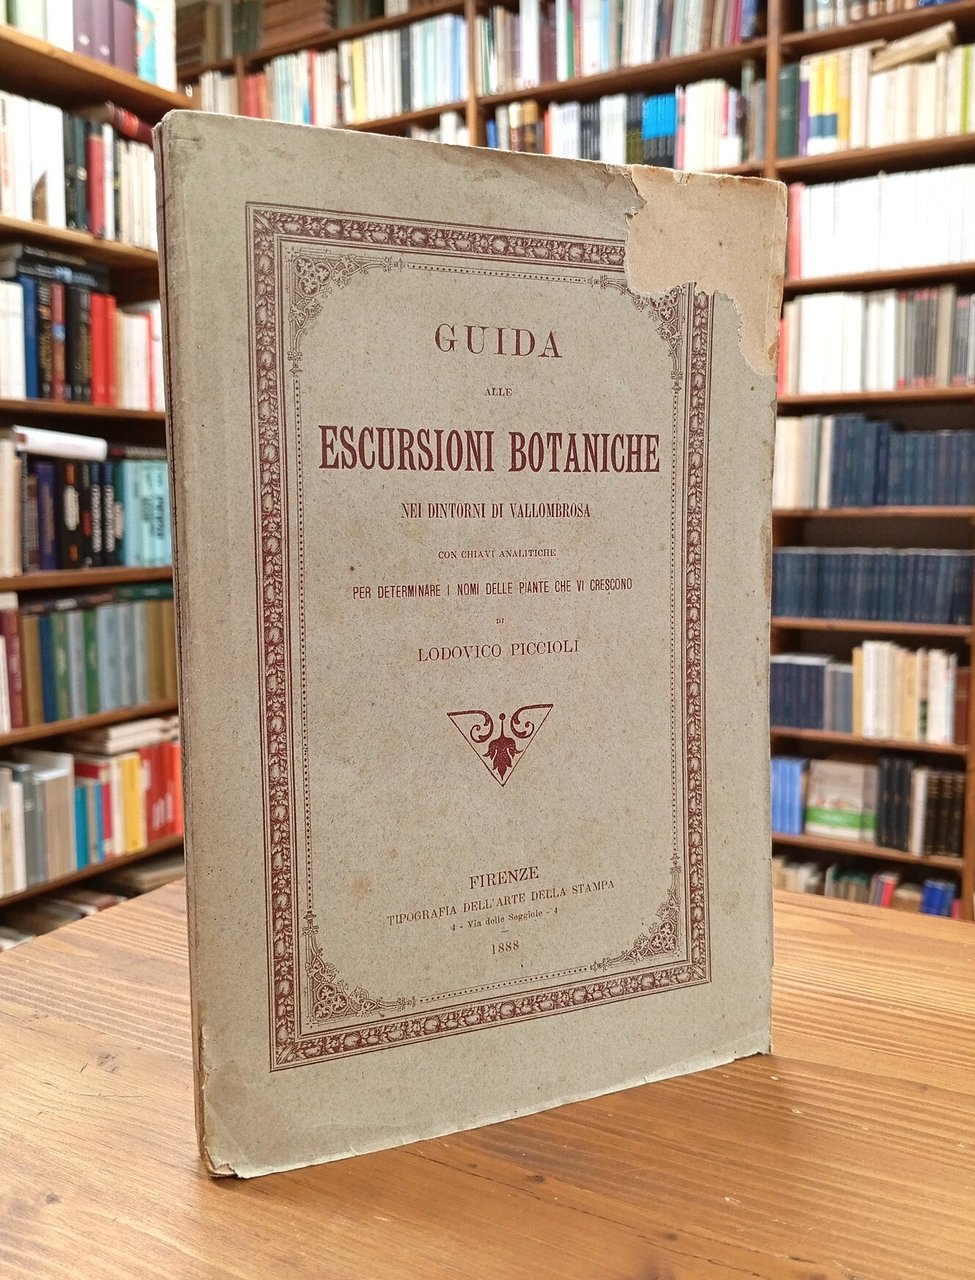 GUIDA
ALLE
ESCURSIONI BOTANICHE
NEI DINTORNI DI VALLOMBROSA
CON CHIAVI ANALITICHE
PER DETERMINARE I NOMI DELLE PIANTE CHE VI CRESCONO
DI
LODOVICO PICCIOLI
FIRENZE
TIPOGRAFIA DELL'ARTE DELLA STAMPA
4 - Via delle Seggiole - 4
1888